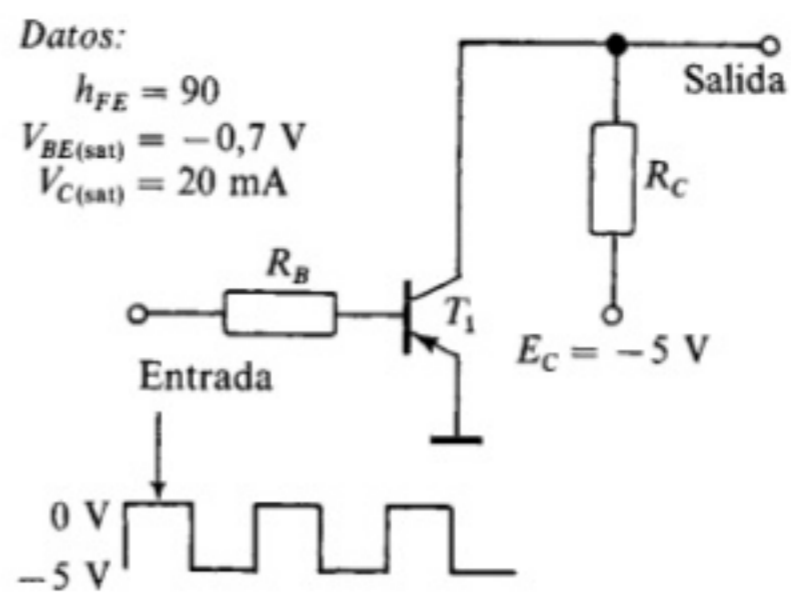 Datos:
h_FE = 90
V_BE(sat) = −0,7 V
V_C(sat) = 20 mA
Salida
R_C
R_B
T_1
E_C = −5 V
Entrada
0 V
−5 V